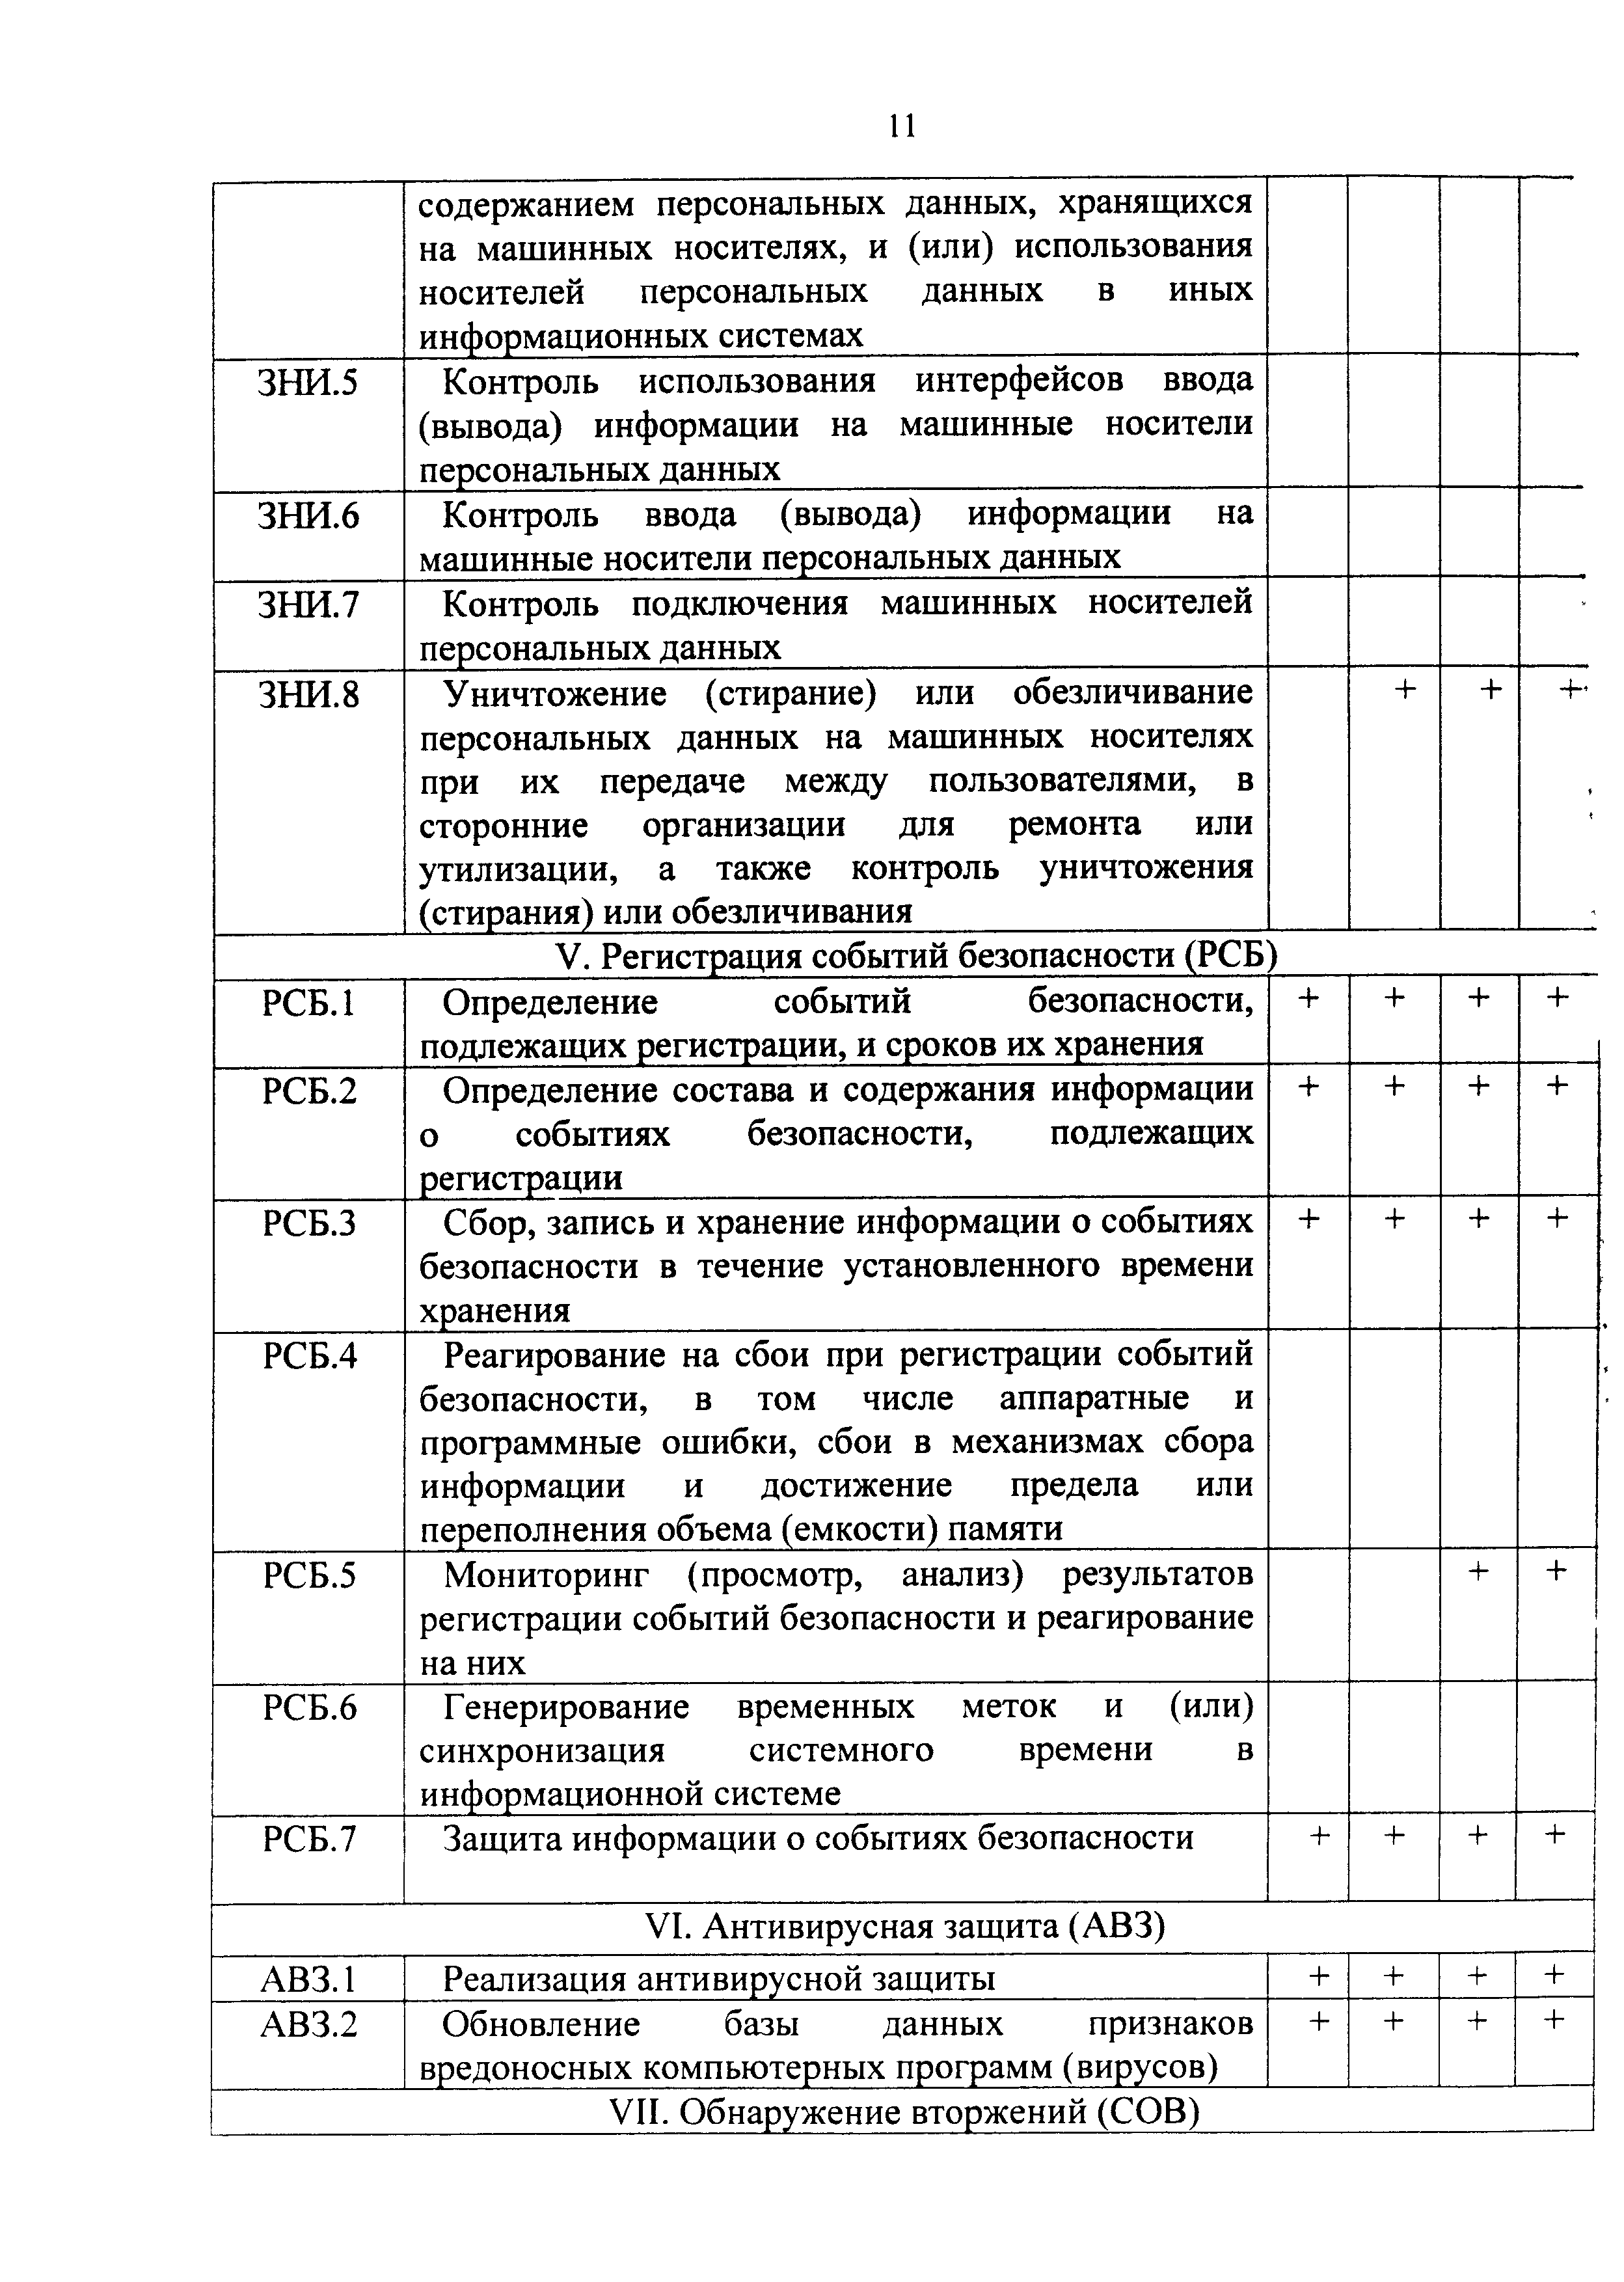 11
содержанием персональных данных, хранящихся
на машинных носителях, и (или) использования
носителей персональных данных в иных
информационных системах
ЗНИ.5 Контроль использования интерфейсов ввода
(вывода) информации на машинные носители
персональных данных
ЗНИ.6 Контроль ввода (вывода) информации на
машинные носители персональных данных
ЗНИ.7 Контроль подключения машинных носителей
персональных данных
ЗНИ.8 Уничтожение (стирание) или обезличивание + + +
персональных данных на машинных носителях
при их передаче между пользователями, в
сторонние организации для ремонта или
утилизации, а также контроль уничтожения
(стирания) или обезличивания
V. Регистрация событий безопасности (РСБ)
РСБ.1 Определение событий безопасности, + + + +
подлежащих регистрации, и сроков их хранения
РСБ.2 Определение состава и содержания информации + + + +
о событиях безопасности, подлежащих
регистрации
РСБ.3 Сбор, запись и хранение информации о событиях + + + +
безопасности в течение установленного времени
хранения
РСБ.4 Реагирование на сбои при регистрации событий
безопасности, в том числе аппаратные и
программные ошибки, сбои в механизмах сбора
информации и достижение предела или
переполнения объема (емкости) памяти
РСБ.5 Мониторинг (просмотр, анализ) результатов + +
регистрации событий безопасности и реагирование
на них
РСБ.6 Генерирование временных меток и (или)
синхронизация системного времени в
информационной системе
РСБ.7 Защита информации о событиях безопасности + + + +
VI. Антивирусная защита (АВЗ)
АВЗ.1 Реализация антивирусной защиты + + + +
АВЗ.2 Обновление базы данных признаков + + + +
вредоносных компьютерных программ (вирусов)
VII. Обнаружение вторжений (СОВ)